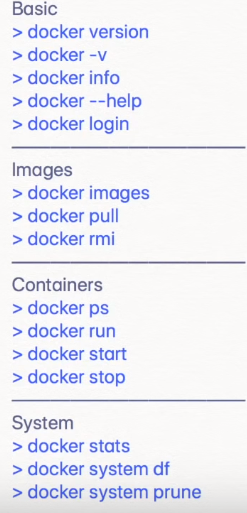 Basic
> docker version
> docker -v
> docker info
> docker --help
> docker login
Images
> docker images
> docker pull
> docker rmi
Containers
> docker ps
> docker run
> docker start
> docker stop
System
> docker stats
> docker system df
> docker system prune